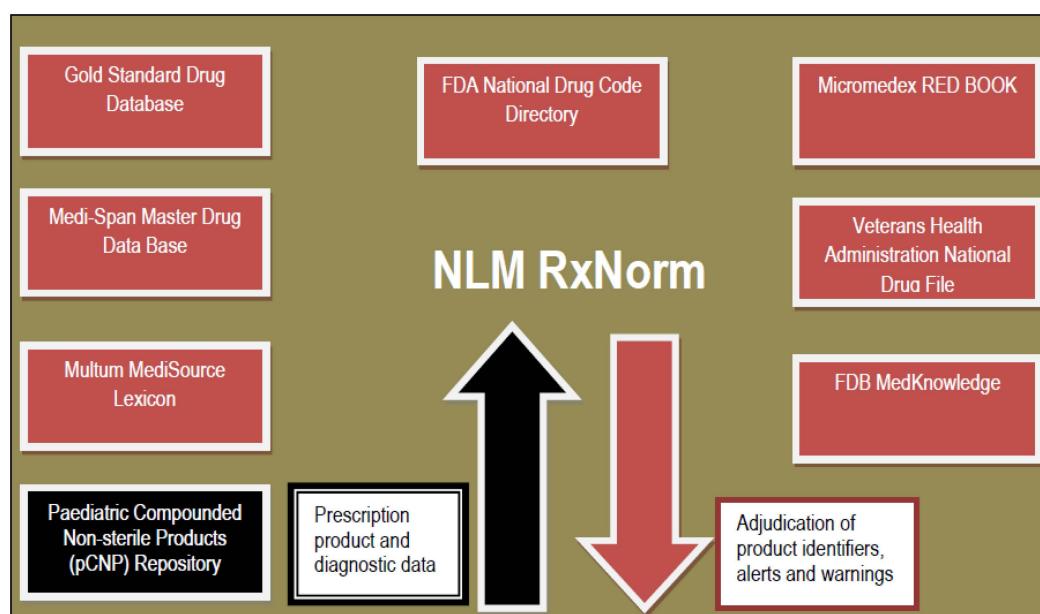 Gold Standard Drug
Database
FDA National Drug Code
Directory
Micromedex RED BOOK
Medi-Span Master Drug
Data Base
Veterans Health
Administration National
Drug File
NLM RxNorm
Multum MediSource
Lexicon
FDB MedKnowledge
Paediatric Compounded
Non-sterile Products
(pCNP) Repository
Prescription
product and
diagnostic data
Adjudication of
product identifiers,
alerts and warnings